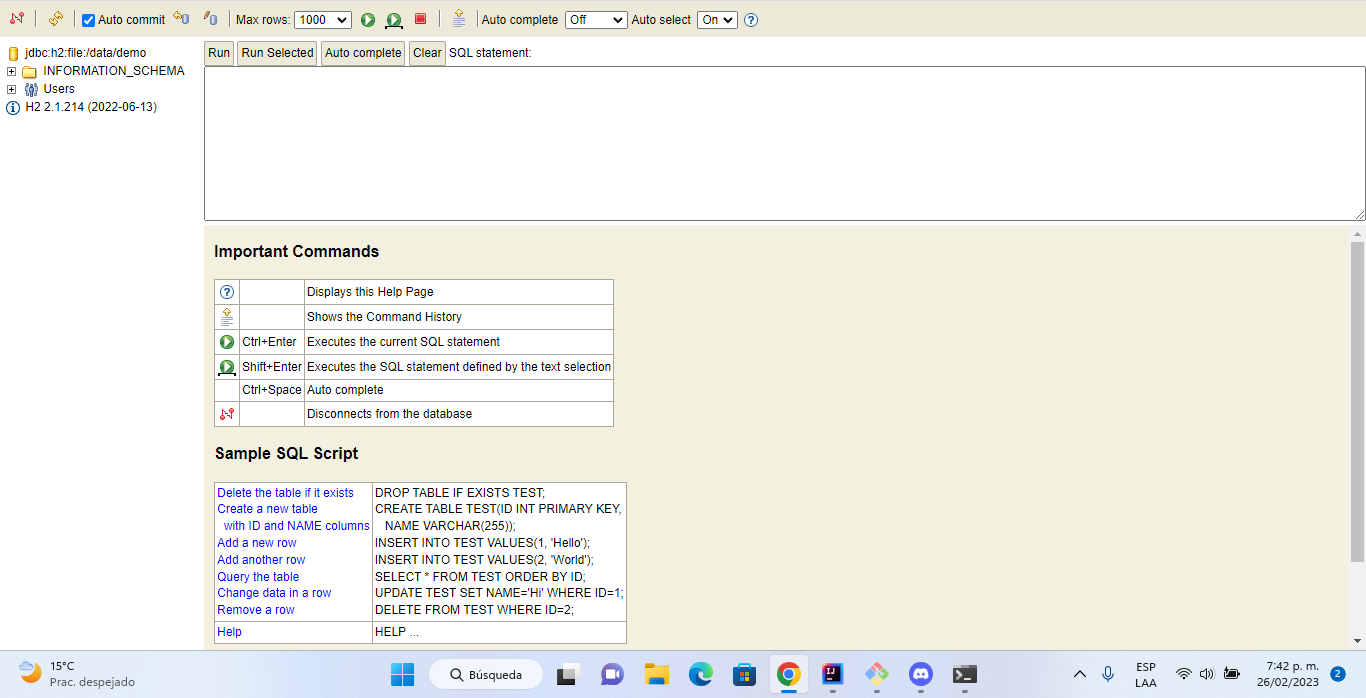 Auto commit Max rows: 1000 Auto complete Off Auto select On
jdbc:h2:file:/data/demo
INFORMATION_SCHEMA
Users
H2 2.1.214 (2022-06-13)
Run Run Selected Auto complete Clear SQL statement:
Important Commands
Displays this Help Page
Shows the Command History
Ctrl+Enter Executes the current SQL statement
Shift+Enter Executes the SQL statement defined by the text selection
Ctrl+Space Auto complete
Disconnects from the database
Sample SQL Script
Delete the table if it exists DROP TABLE IF EXISTS TEST;
Create a new table CREATE TABLE TEST(ID INT PRIMARY KEY,
with ID and NAME columns NAME VARCHAR(255));
Add a new row INSERT INTO TEST VALUES(1, 'Hello');
Add another row INSERT INTO TEST VALUES(2, 'World');
Query the table SELECT * FROM TEST ORDER BY ID;
Change data in a row UPDATE TEST SET NAME='Hi' WHERE ID=1;
Remove a row DELETE FROM TEST WHERE ID=2;
Help HELP ...
15°C
Prac. despejado
Búsqueda
IJ
ESP
LAA
7:42 p. m.
26/02/2023
2